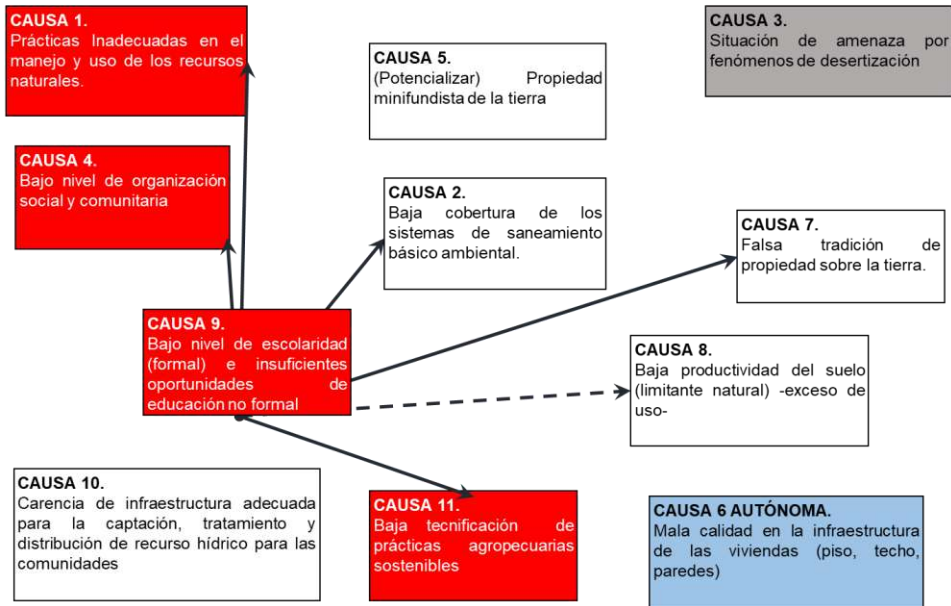 CAUSA 1.
Prácticas Inadecuadas en el
manejo y uso de los recursos
naturales.
CAUSA 5.
(Potencializar) Propiedad
minifundista de la tierra
CAUSA 3.
Situación de amenaza por
fenómenos de desertización
CAUSA 4.
Bajo nivel de organización
social y comunitaria
CAUSA 2.
Baja cobertura de los
sistemas de saneamiento
básico ambiental.
CAUSA 7.
Falsa tradición de
propiedad sobre la tierra.
CAUSA 9.
Bajo nivel de escolaridad
(formal) e insuficientes
oportunidades de
educación no formal
CAUSA 8.
Baja productividad del suelo
(limitante natural) -exceso de
uso-
CAUSA 10.
Carencia de infraestructura adecuada
para la captación, tratamiento y
distribución de recurso hídrico para las
comunidades
CAUSA 11.
Baja tecnificación de
prácticas agropecuarias
sostenibles
CAUSA 6 AUTÓNOMA.
Mala calidad en la infraestructura
de las viviendas (piso, techo,
paredes)